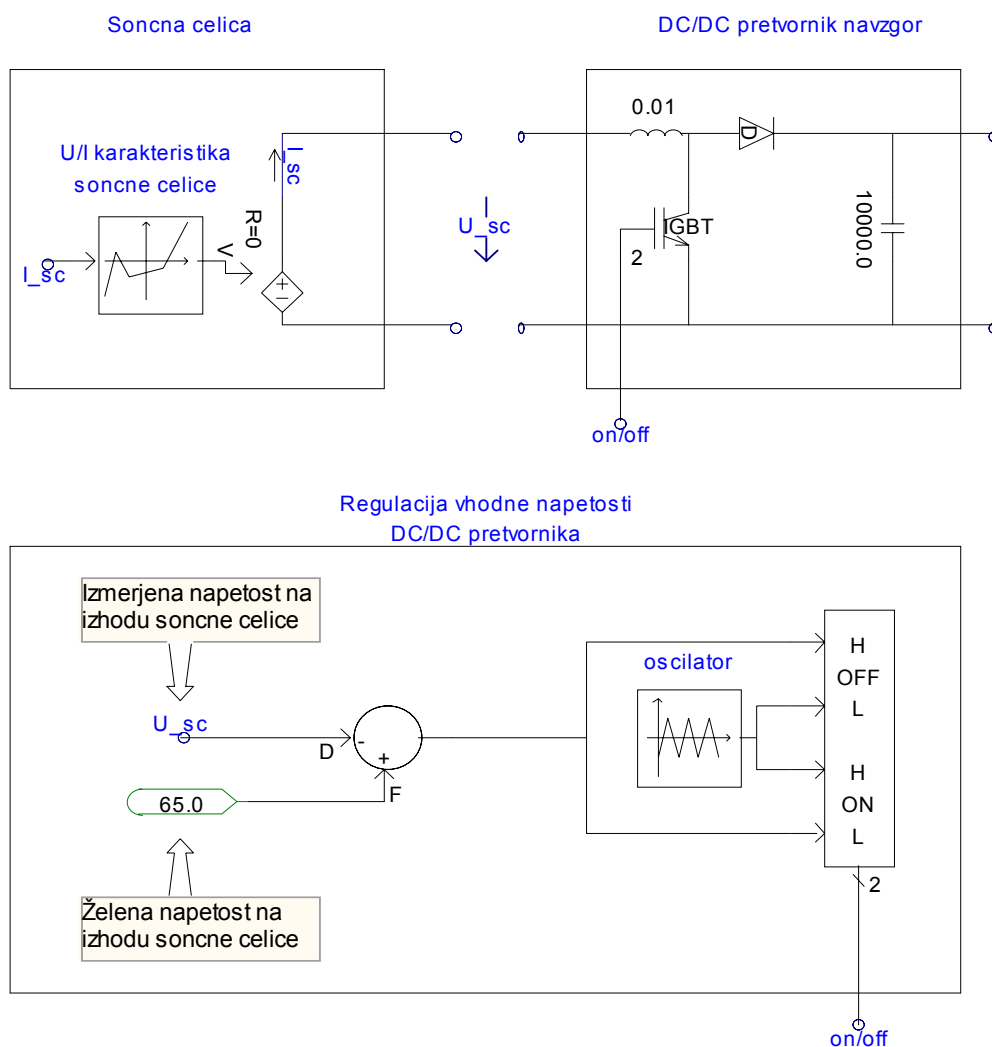 Soncna celica
DC/DC pretvornik navzgor
U/I karakteristika
soncne celice
I_sc
V
R=0
I_sc
+
-
U_sc
0.01
D
IGBT
2
10000.0
on/off
Regulacija vhodne napetosti
DC/DC pretvornika
Izmerjena napetost na
izhodu soncne celice
U_sc
D
-
+
F
65.0
Želena napetost na
izhodu soncne celice
oscilator
H
OFF
L
H
ON
L
2
on/off